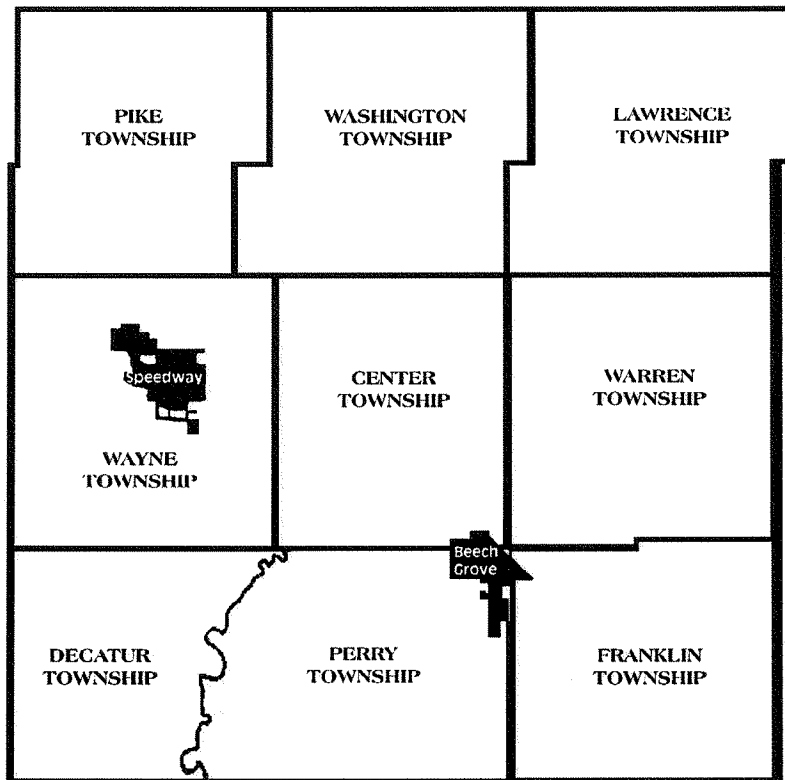 PIKE
TOWNSHIP
WASHINGTON
TOWNSHIP
LAWRENCE
TOWNSHIP
Speedway
WAYNE
TOWNSHIP
CENTER
TOWNSHIP
WARREN
TOWNSHIP
Beech
Grove
DECATUR
TOWNSHIP
PERRY
TOWNSHIP
FRANKLIN
TOWNSHIP